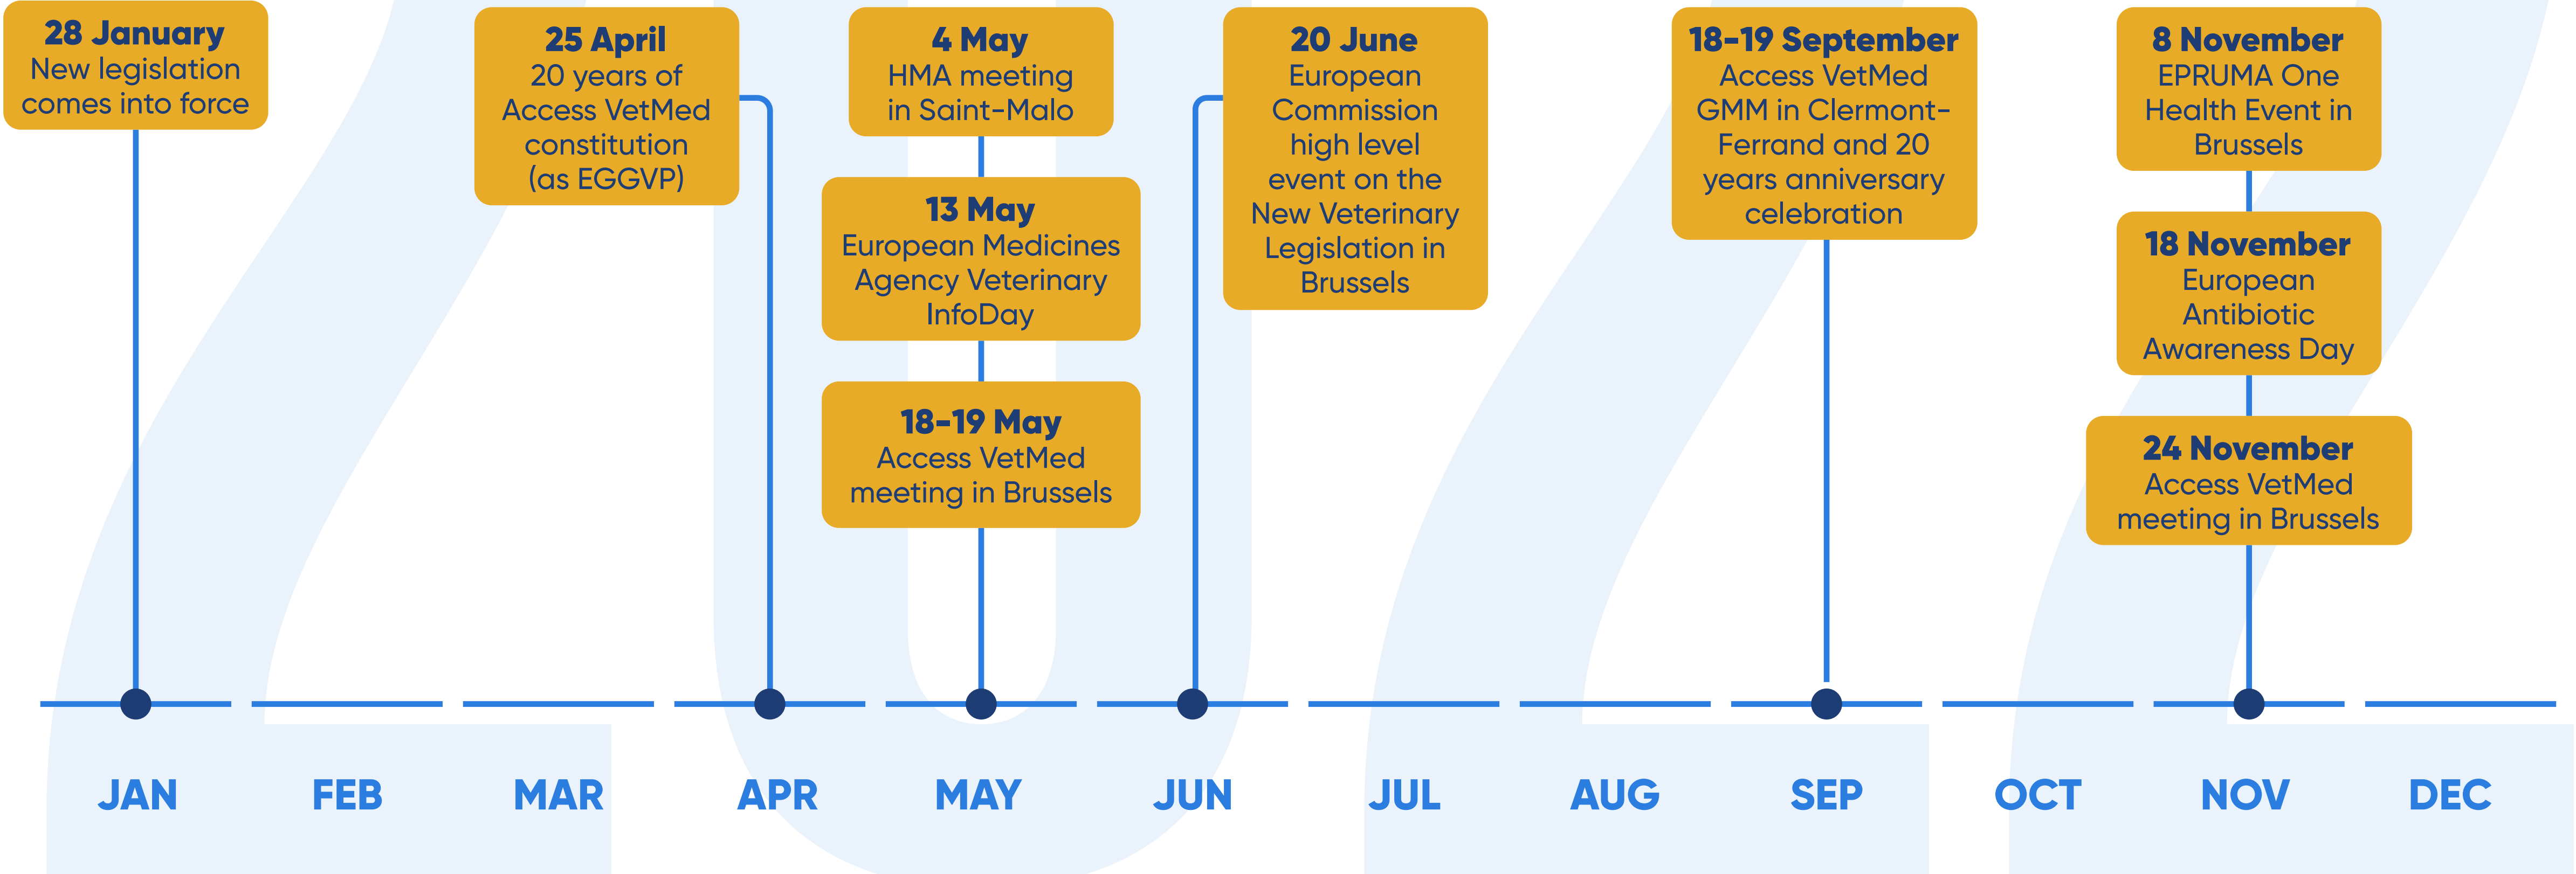 28 January
New legislation
comes into force
25 April
20 years of
Access VetMed
constitution
(as EGGVP)
4 May
HMA meeting
in Saint-Malo
13 May
European Medicines
Agency Veterinary
InfoDay
18-19 May
Access VetMed
meeting in Brussels
20 June
European
Commission
high level
event on the
New Veterinary
Legislation in
Brussels
18-19 September
Access VetMed
GMM in Clermont-
Ferrand and 20
years anniversary
celebration
8 November
EPRUMA One
Health Event in
Brussels
18 November
European
Antibiotic
Awareness Day
24 November
Access VetMed
meeting in Brussels
2022
JAN FEB MAR APR MAY JUN JUL AUG SEP OCT NOV DEC